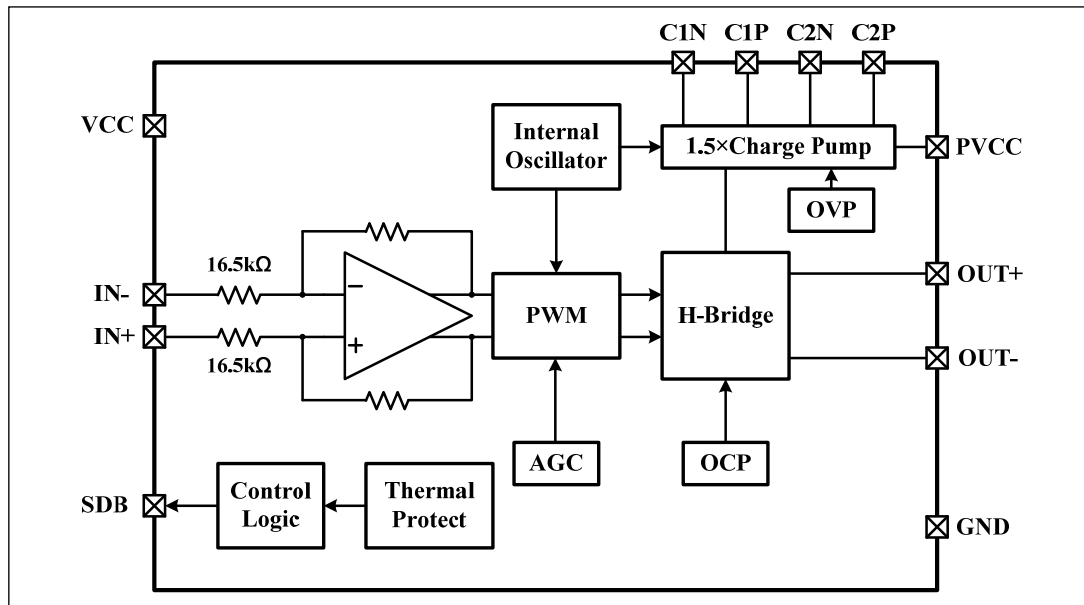 C1N C1P C2N C2P
VCC
Internal
Oscillator
1.5×Charge Pump
PVCC
OVP
16.5kΩ
IN-
IN+
16.5kΩ
−
+
PWM
H-Bridge
OUT+
OUT-
AGC
OCP
SDB
Control
Logic
Thermal
Protect
GND